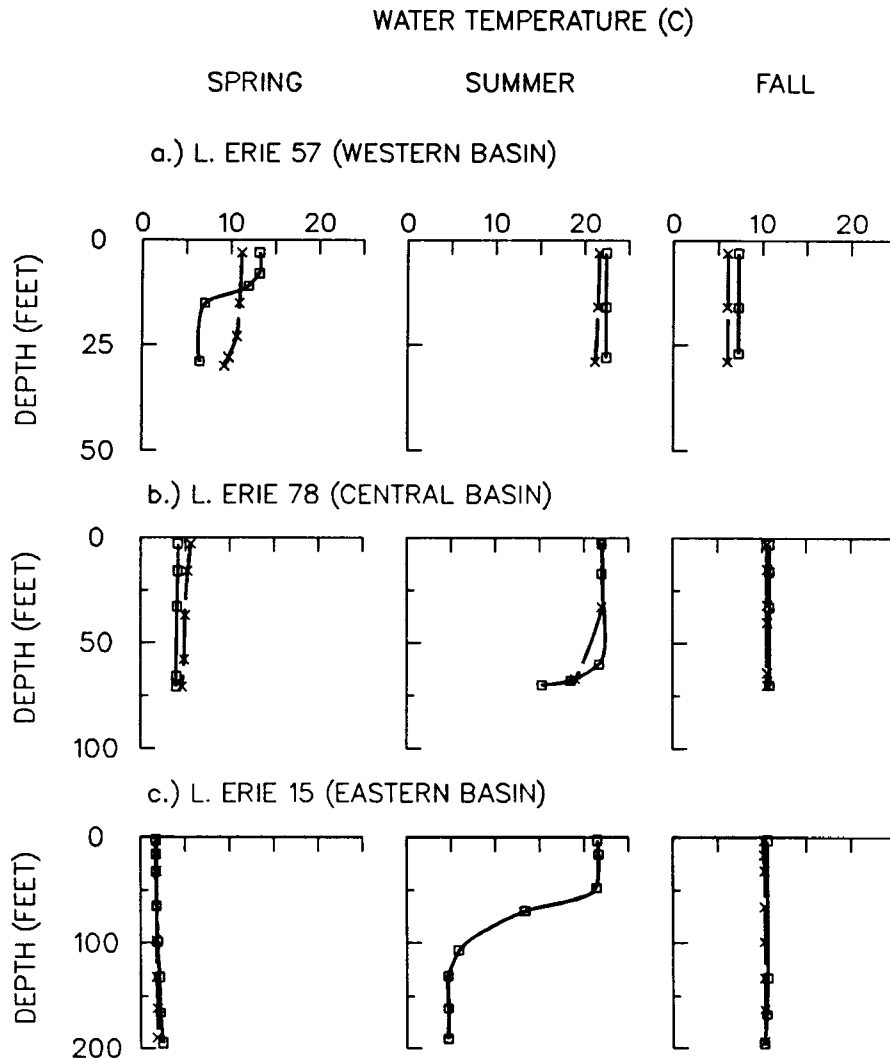 WATER TEMPERATURE (C)
SPRING SUMMER FALL
a.) L. ERIE 57 (WESTERN BASIN)
0 10 20 0 10 20 0 10 20
0
25
50
DEPTH (FEET)
b.) L. ERIE 78 (CENTRAL BASIN)
0
50
100
DEPTH (FEET)
c.) L. ERIE 15 (EASTERN BASIN)
0
100
200
DEPTH (FEET)